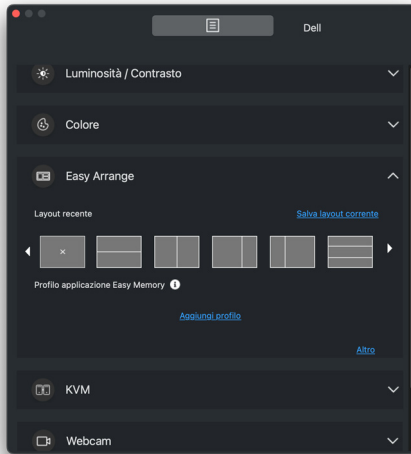 Dell
Luminosità / Contrasto
Colore
Easy Arrange
Layout recente
Salva layout corrente
Profilo applicazione Easy Memory
Aggiungi profilo
Altro
KVM
Webcam